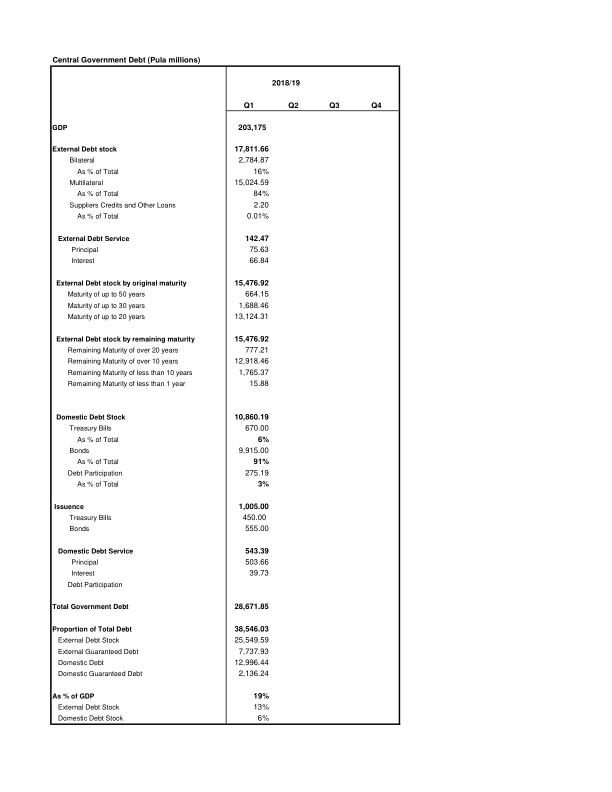 Central Government Debt (Pula millions)
2018/19
Q1 Q2 Q3 Q4
GDP 203,175
External Debt stock 17,811.66
Bilateral 2,784.87
As % of Total 16%
Multilateral 15,024.59
As % of Total 84%
Suppliers Credits and Other Loans 2.20
As % of Total 0.01%
External Debt Service 142.47
Principal 75.63
Interest 66.84
External Debt stock by original maturity 15,476.92
Maturity of up to 50 years 664.15
Maturity of up to 30 years 1,688.46
Maturity of up to 20 years 13,124.31
External Debt stock by remaining maturity 15,476.92
Remaining Maturity of over 20 years 777.21
Remaining Maturity of over 10 years 12,918.46
Remaining Maturity of less than 10 years 1,765.37
Remaining Maturity of less than 1 year 15.88
Domestic Debt Stock 10,860.19
Treasury Bills 670.00
As % of Total 6%
Bonds 9,915.00
As % of Total 91%
Debt Participation 275.19
As % of Total 3%
Issuence 1,005.00
Treasury Bills 450.00
Bonds 555.00
Domestic Debt Service 543.39
Principal 503.66
Interest 39.73
Debt Participation
Total Government Debt 28,671.85
Proportion of Total Debt 38,546.03
External Debt Stock 25,549.59
External Guaranteed Debt 7,737.93
Domestic Debt 12,996.44
Domestic Guaranteed Debt 2,136.24
As % of GDP 19%
External Debt Stock 13%
Domestic Debt Stock 6%